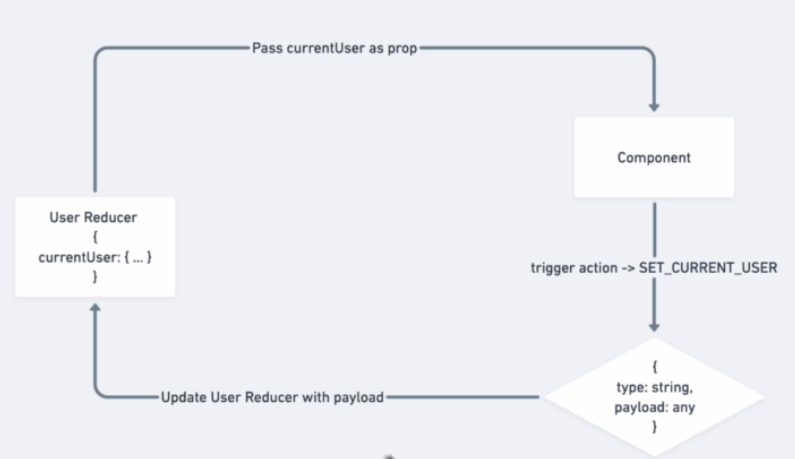 Pass currentUser as prop
Component
User Reducer
{
currentUser: { ... }
}
trigger action -> SET_CURRENT_USER
{
type: string,
payload: any
}
Update User Reducer with payload